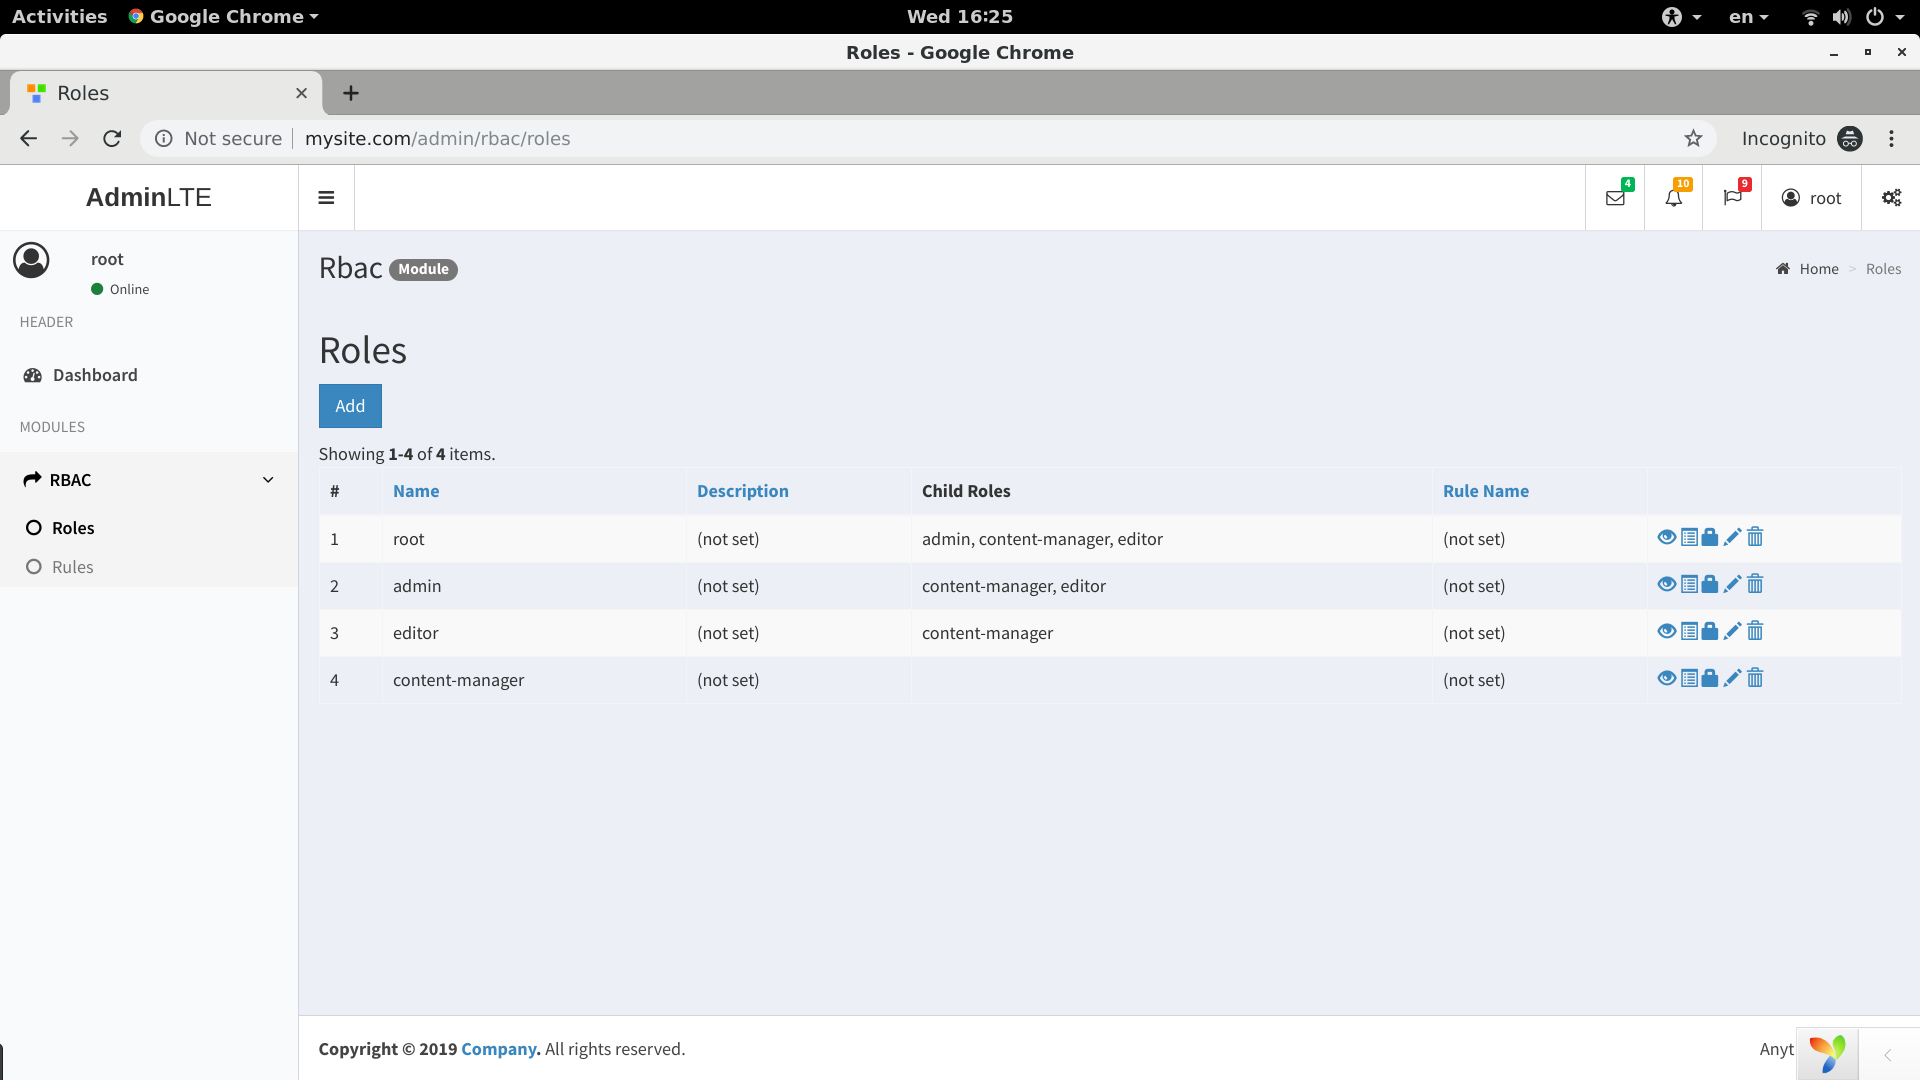 Activities Google Chrome Wed 16:25 en
Roles - Google Chrome
Roles
Not secure mysite.com/admin/rbac/roles Incognito
AdminLTE 4 10 9 root
root
Online
HEADER
Dashboard
MODULES
RBAC
Roles
Rules
Rbac Module Home > Roles
Roles
Add
Showing 1-4 of 4 items.
# Name Description Child Roles Rule Name
1 root (not set) admin, content-manager, editor (not set)
2 admin (not set) content-manager, editor (not set)
3 editor (not set) content-manager (not set)
4 content-manager (not set) (not set)
Copyright © 2019 Company. All rights reserved. Anyt